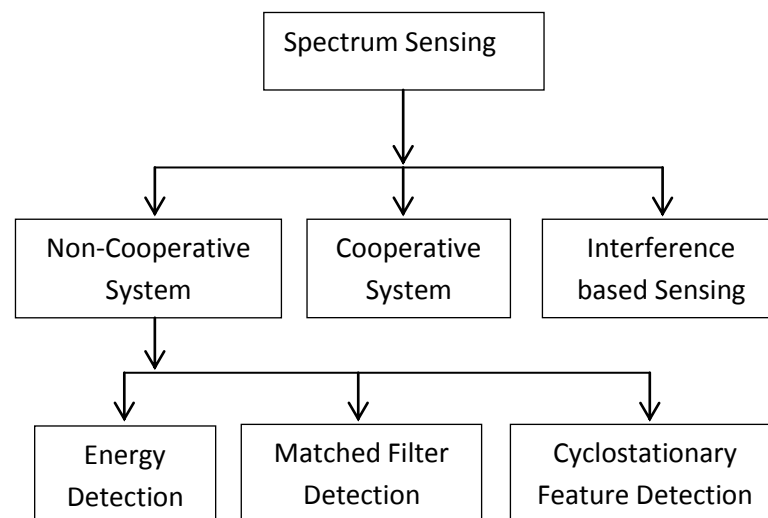 Spectrum Sensing
Non-Cooperative
System
Cooperative
System
Interference
based Sensing
Energy
Detection
Matched Filter
Detection
Cyclostationary
Feature Detection